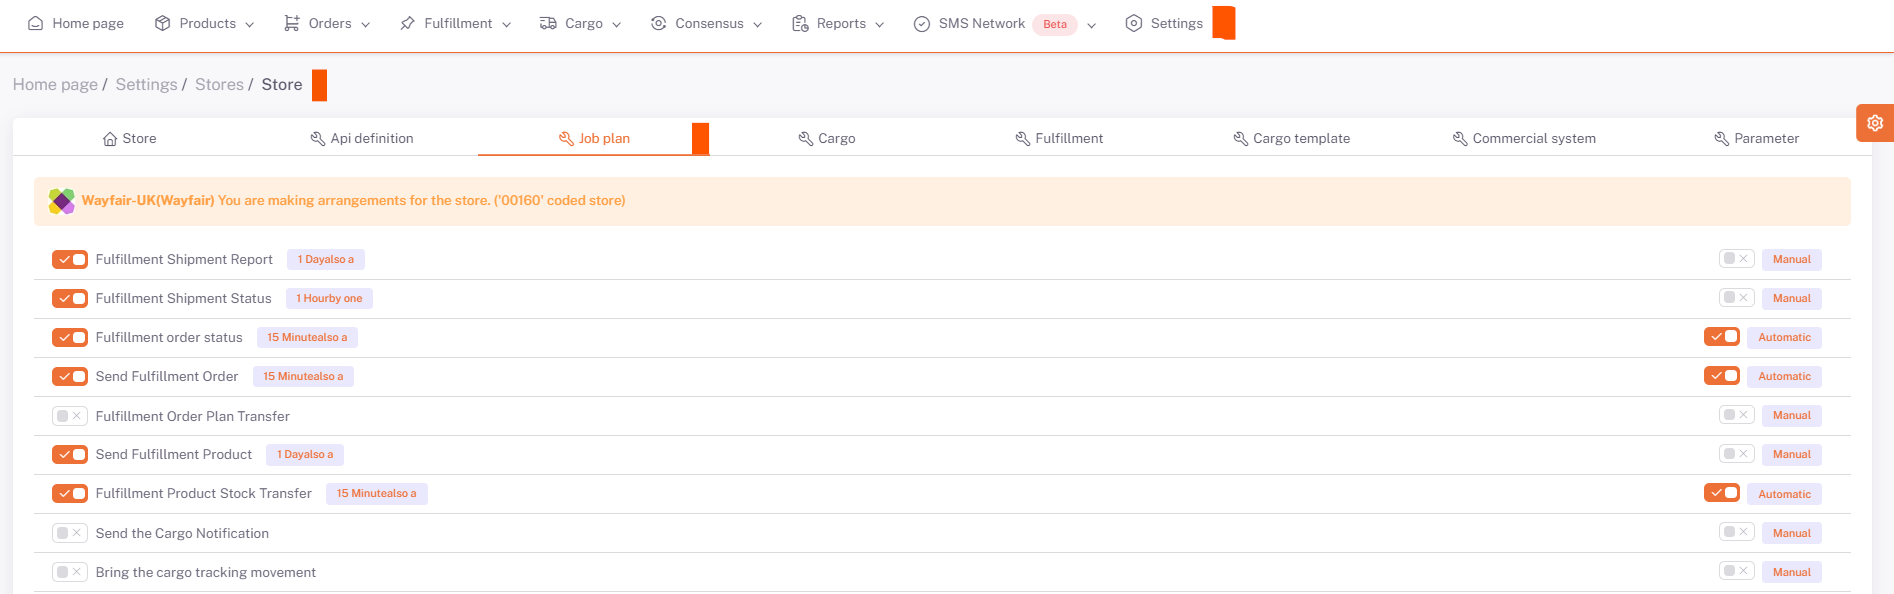 Home page Products Orders Fulfillment Cargo Consensus Reports SMS Network Beta Settings
Home page / Settings / Stores / Store
Store Api definition Job plan Cargo Fulfillment Cargo template Commercial system Parameter
Wayfair-UK(Wayfair) You are making arrangements for the store. ('00160' coded store)
Fulfillment Shipment Report 1 Dayalso a Manual
Fulfillment Shipment Status 1 Hourby one Manual
Fulfillment order status 15 Minutealso a Automatic
Send Fulfillment Order 15 Minutealso a Automatic
Fulfillment Order Plan Transfer Manual
Send Fulfillment Product 1 Dayalso a Manual
Fulfillment Product Stock Transfer 15 Minutealso a Automatic
Send the Cargo Notification Manual
Bring the cargo tracking movement Manual